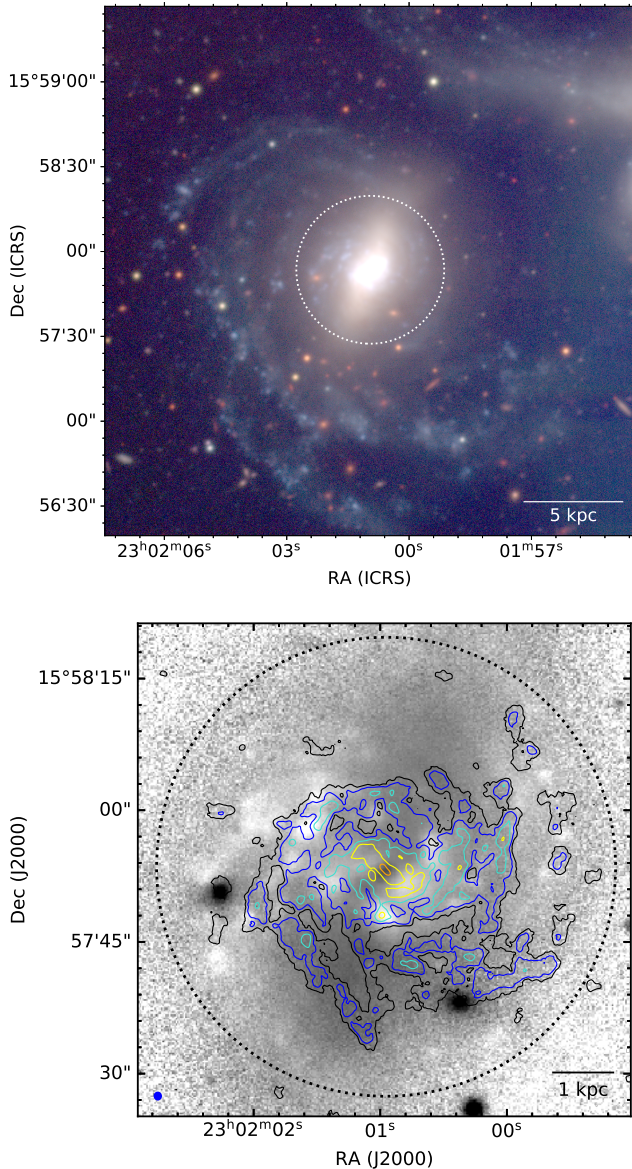 15°59'00"
58'30"
00"
57'30"
00"
56'30"
Dec (ICRS)
5 kpc
23ʰ02ᵐ06ˢ 03ˢ 00ˢ 01ᵐ57ˢ
RA (ICRS)
15°58'15"
00"
57'45"
30"
Dec (J2000)
1 kpc
23ʰ02ᵐ02ˢ 01ˢ 00ˢ
RA (J2000)